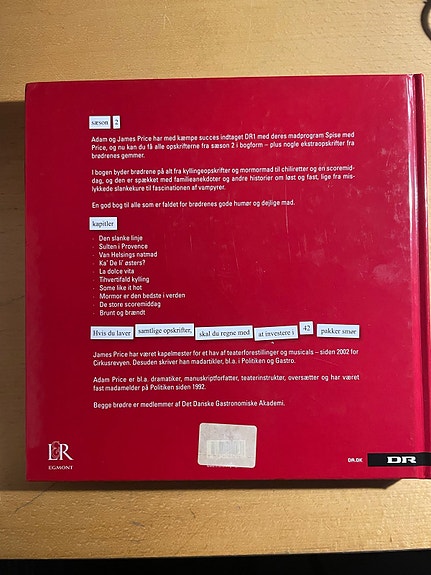 sæson 2
Adam og James Price har med kæmpe succes indtaget DR1 med deres madprogram Spise med
Price, og nu kan du få alle opskrifterne fra sæson 2 i bogform – plus nogle ekstraopskrifter fra
brødrenes gemmer.
I bogen byder brødrene på alt fra kyllingeopskrifter og mormormad til chiliretter og en scoremid-
dag, og den er spækket med familieanekdoter og andre historier om løst og fast, lige fra mis-
lykkede slankekure til fascinationen af vampyrer.
En god bog til alle som er faldet for brødrenes gode humør og dejlige mad.
kapitler
· Den slanke linje
· Sulten i Provence
· Van Helsings natmad
· Ka' De li' østers?
· La dolce vita
· Tihvertifald kylling
· Some like it hot
· Mormor er den bedste i verden
· De store scoremiddag
· Brunt og brændt
Hvis du laver samtlige opskrifter, skal du regne med at investere i 42 pakker smør
James Price har været kapelmester for et hav af teaterforestillinger og musicals – siden 2002 for
Cirkusrevyen. Desuden skriver han madartikler, bl.a. i Politiken og Gastro.
Adam Price er bl.a. dramatiker, manuskriptforfatter, teaterinstruktør, oversætter og har været
fast madanmelder på Politiken siden 1992.
Begge brødre er medlemmer af Det Danske Gastronomiske Akademi.
L&R
EGMONT
DR.DK DR